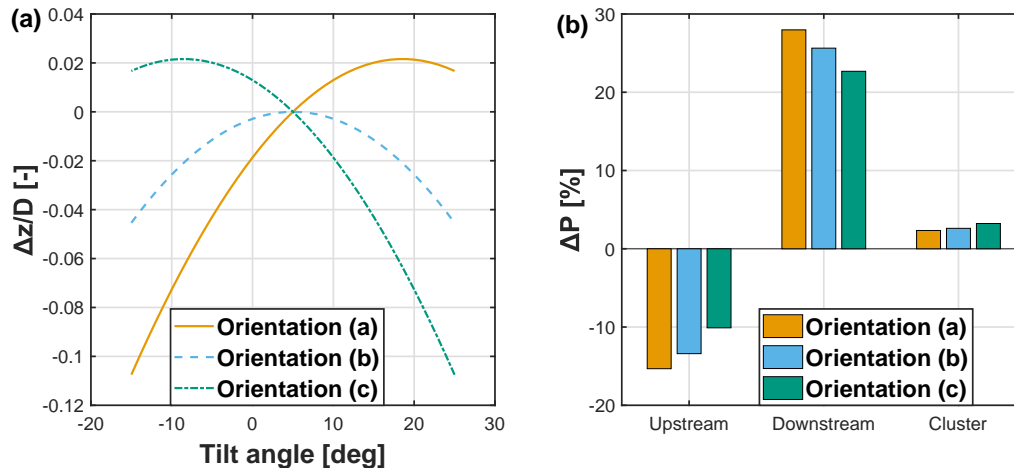 (a)
0.04
0.02
0
-0.02
-0.04
-0.06
-0.08
-0.1
-0.12
Δz/D [-]
-20
-10
0
10
20
30
Tilt angle [deg]
Orientation (a)
Orientation (b)
Orientation (c)
(b)
30
20
10
0
-10
-20
ΔP [%]
Upstream
Downstream
Cluster
Orientation (a)
Orientation (b)
Orientation (c)